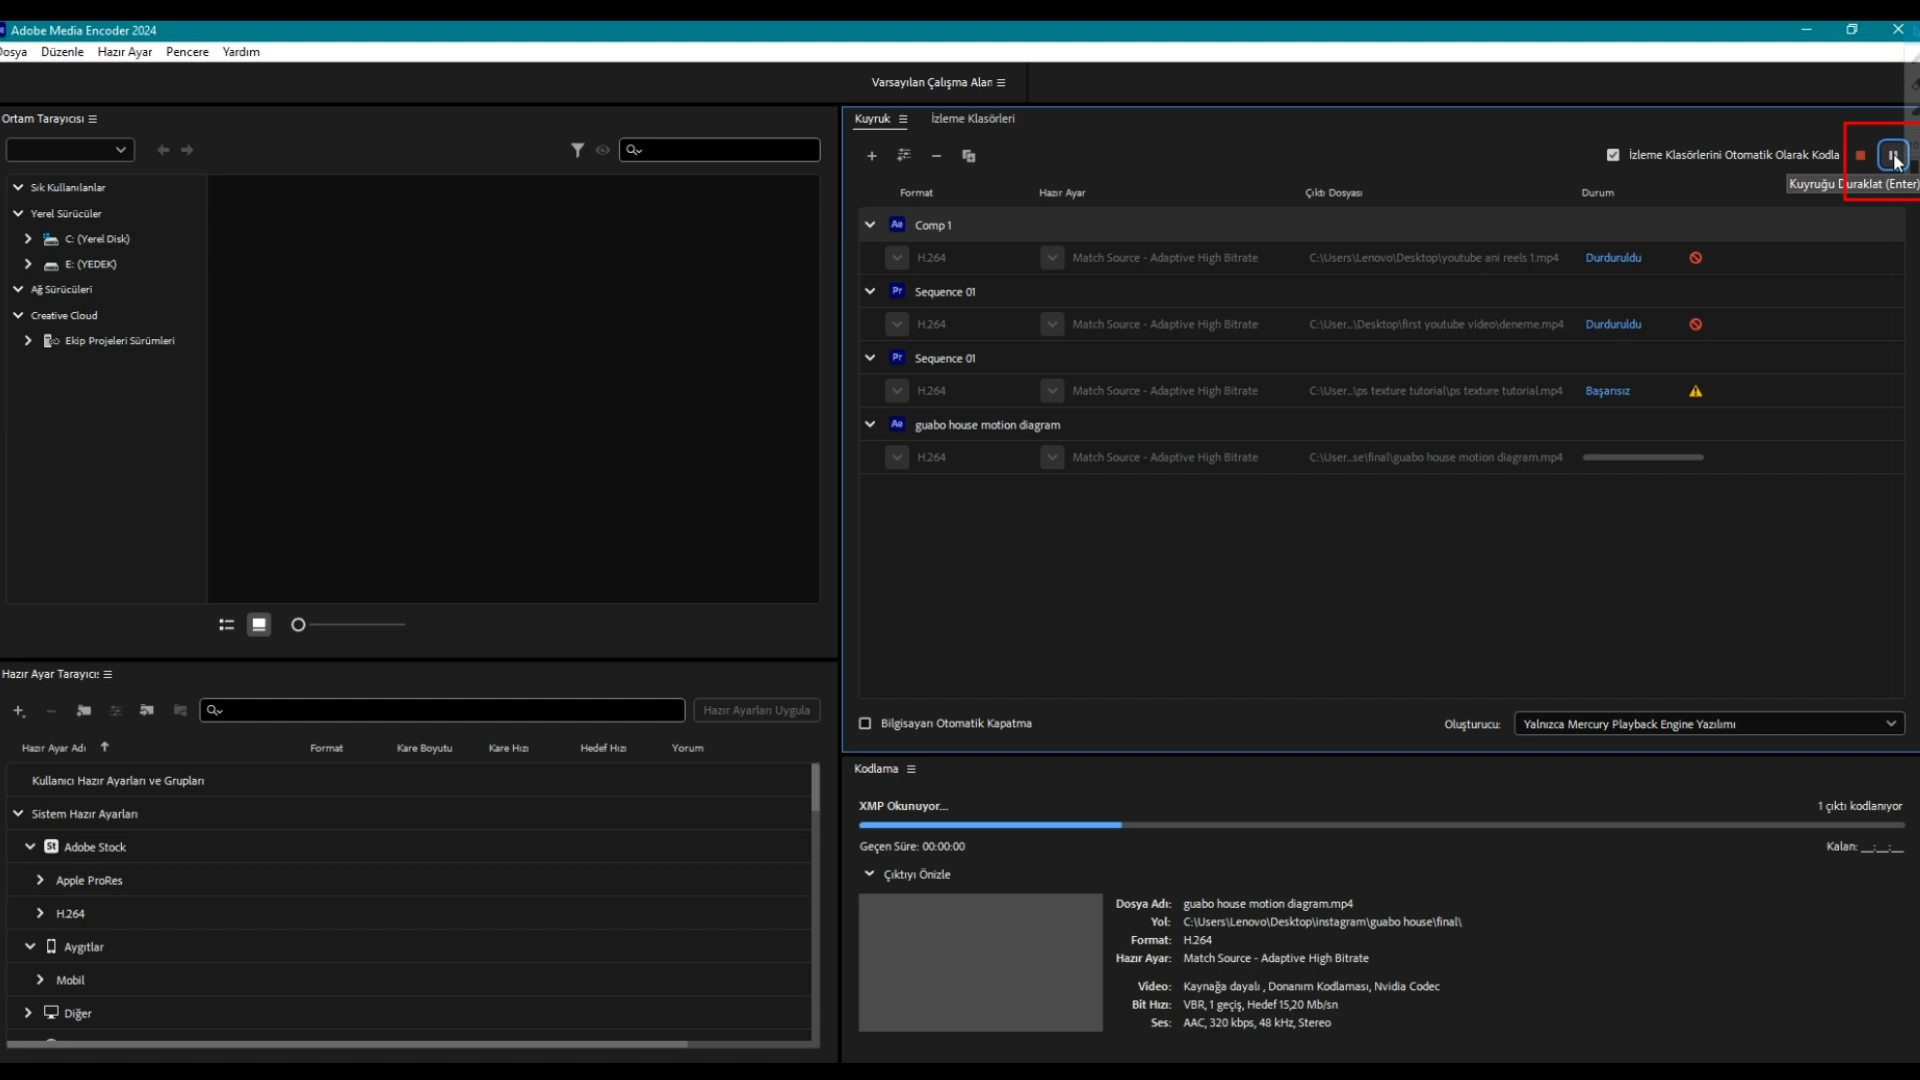 Adobe Media Encoder 2024
Dosya Düzenle Hazır Ayar Pencere Yardım
Varsayılan Çalışma Alan
Ortam Tarayıcısı
Sık Kullanılanlar
Yerel Sürücüler
C: (Yerel Disk)
E: (YEDEK)
Ağ Sürücüleri
Creative Cloud
Ekip Projeleri Sürümleri
Kuyruk İzleme Klasörleri
İzleme Klasörlerini Otomatik Olarak Kodla
Kuyruğu Duraklat (Enter)
Format Hazır Ayar Çıktı Dosyası Durum
Ae Comp 1
H.264 Match Source - Adaptive High Bitrate C:\Users\Lenovo\Desktop\youtube ani reels 1.mp4 Durduruldu
Pr Sequence 01
H.264 Match Source - Adaptive High Bitrate C:\User...\Desktop\first youtube video\deneme.mp4 Durduruldu
Pr Sequence 01
H.264 Match Source - Adaptive High Bitrate C:\User...\ps texture tutorial\ps texture tutorial.mp4 Başarısız
Ae guabo house motion diagram
H.264 Match Source - Adaptive High Bitrate C:\User...se\final\guabo house motion diagram.mp4
Bilgisayarı Otomatik Kapatma
Oluşturucu: Yalnızca Mercury Playback Engine Yazılımı
Hazır Ayar Tarayıcı
Hazır Ayarları Uygula
Hazır Ayar Adı Format Kare Boyutu Kare Hızı Hedef Hızı Yorum
Kullanıcı Hazır Ayarları ve Grupları
Sistem Hazır Ayarları
St Adobe Stock
Apple ProRes
H.264
Aygıtlar
Mobil
Diğer
Kodlama
XMP Okunuyor...
1 çıktı kodlanıyor
Geçen Süre: 00:00:00
Kalan: __:__:__
Çıktıyı Önizle
Dosya Adı: guabo house motion diagram.mp4
Yol: C:\Users\Lenovo\Desktop\instagram\guabo house\final\
Format: H.264
Hazır Ayar: Match Source - Adaptive High Bitrate
Video: Kaynağa dayalı , Donanım Kodlaması, Nvidia Codec
Bit Hızı: VBR, 1 geçiş, Hedef 15,20 Mb/sn
Ses: AAC, 320 kbps, 48 kHz, Stereo